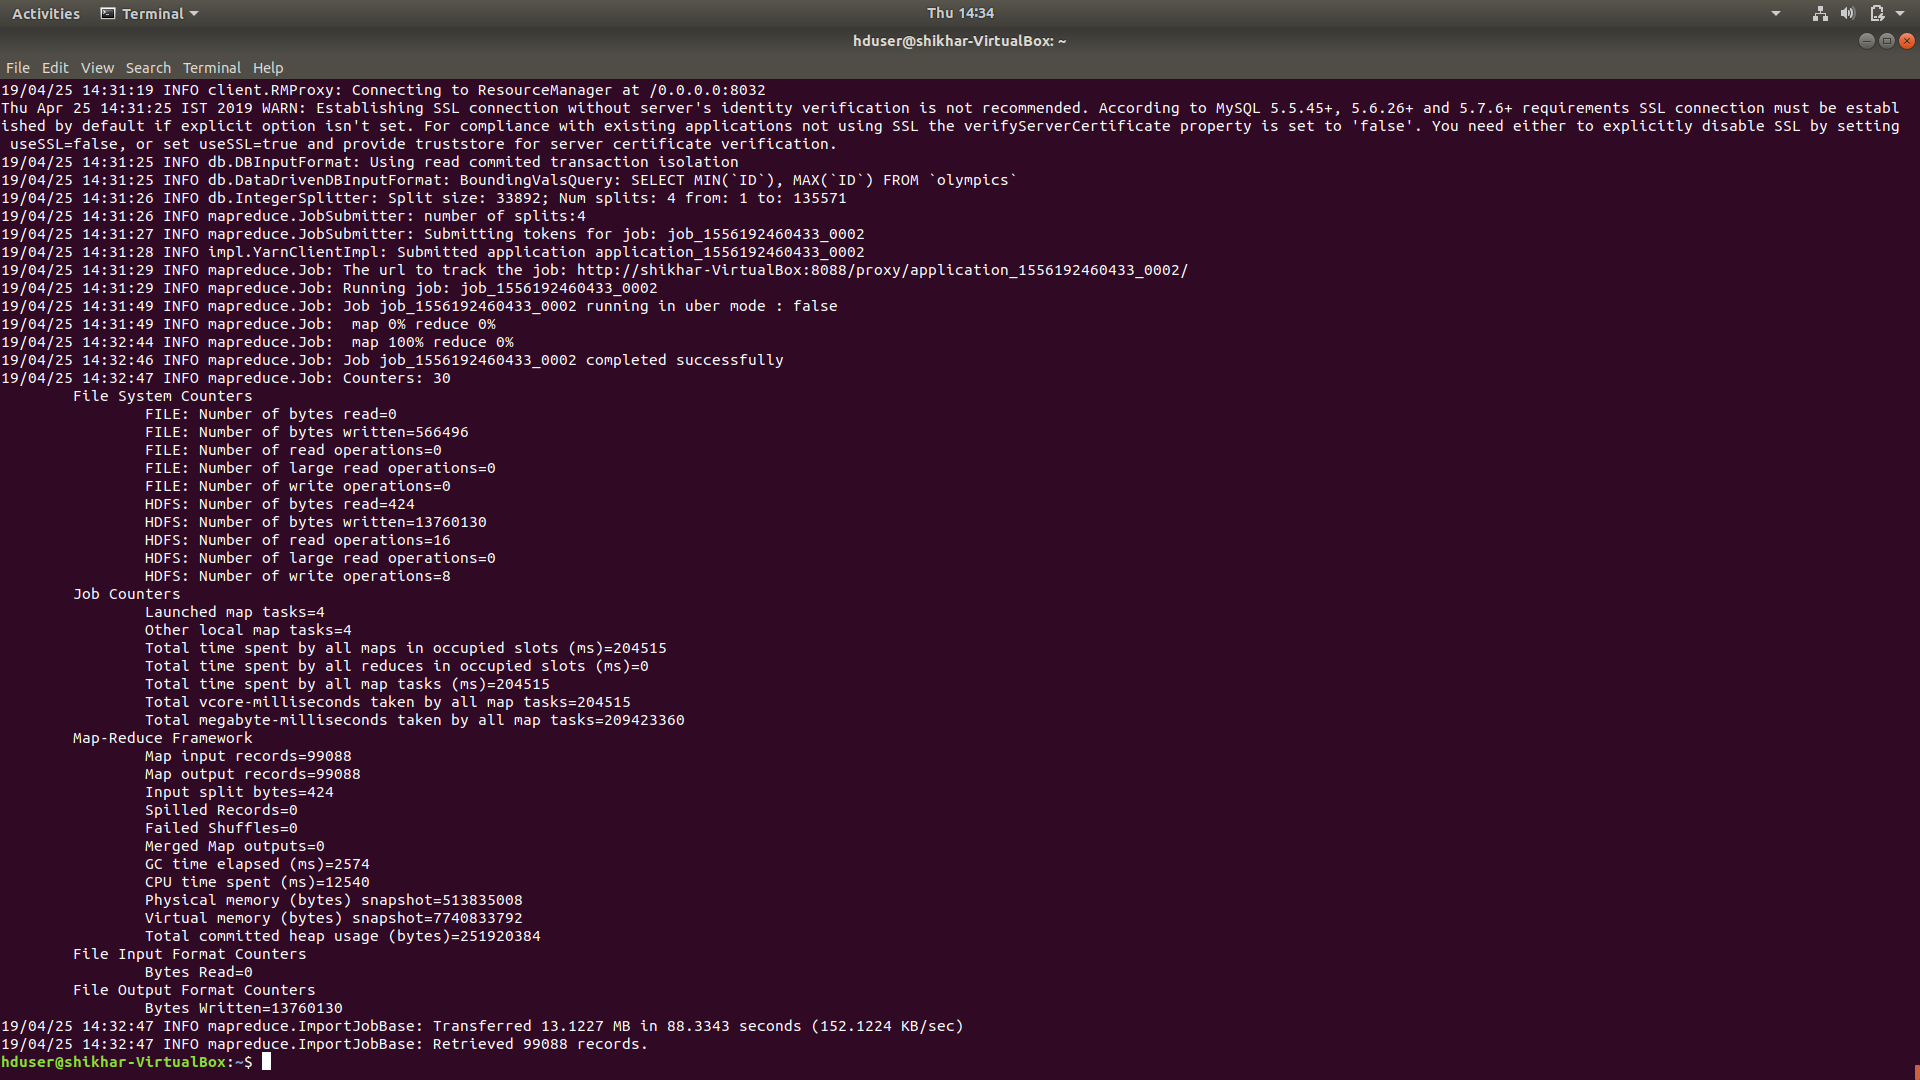 Activities Terminal Thu 14:34
hduser@shikhar-VirtualBox: ~
File Edit View Search Terminal Help
19/04/25 14:31:19 INFO client.RMProxy: Connecting to ResourceManager at /0.0.0.0:8032
Thu Apr 25 14:31:25 IST 2019 WARN: Establishing SSL connection without server's identity verification is not recommended. According to MySQL 5.5.45+, 5.6.26+ and 5.7.6+ requirements SSL connection must be establ
ished by default if explicit option isn't set. For compliance with existing applications not using SSL the verifyServerCertificate property is set to 'false'. You need either to explicitly disable SSL by setting
 useSSL=false, or set useSSL=true and provide truststore for server certificate verification.
19/04/25 14:31:25 INFO db.DBInputFormat: Using read commited transaction isolation
19/04/25 14:31:25 INFO db.DataDrivenDBInputFormat: BoundingValsQuery: SELECT MIN(`ID`), MAX(`ID`) FROM `olympics`
19/04/25 14:31:26 INFO db.IntegerSplitter: Split size: 33892; Num splits: 4 from: 1 to: 135571
19/04/25 14:31:26 INFO mapreduce.JobSubmitter: number of splits:4
19/04/25 14:31:27 INFO mapreduce.JobSubmitter: Submitting tokens for job: job_1556192460433_0002
19/04/25 14:31:28 INFO impl.YarnClientImpl: Submitted application application_1556192460433_0002
19/04/25 14:31:29 INFO mapreduce.Job: The url to track the job: http://shikhar-VirtualBox:8088/proxy/application_1556192460433_0002/
19/04/25 14:31:29 INFO mapreduce.Job: Running job: job_1556192460433_0002
19/04/25 14:31:49 INFO mapreduce.Job: Job job_1556192460433_0002 running in uber mode : false
19/04/25 14:31:49 INFO mapreduce.Job:  map 0% reduce 0%
19/04/25 14:32:44 INFO mapreduce.Job:  map 100% reduce 0%
19/04/25 14:32:46 INFO mapreduce.Job: Job job_1556192460433_0002 completed successfully
19/04/25 14:32:47 INFO mapreduce.Job: Counters: 30
File System Counters
FILE: Number of bytes read=0
FILE: Number of bytes written=566496
FILE: Number of read operations=0
FILE: Number of large read operations=0
FILE: Number of write operations=0
HDFS: Number of bytes read=424
HDFS: Number of bytes written=13760130
HDFS: Number of read operations=16
HDFS: Number of large read operations=0
HDFS: Number of write operations=8
Job Counters
Launched map tasks=4
Other local map tasks=4
Total time spent by all maps in occupied slots (ms)=204515
Total time spent by all reduces in occupied slots (ms)=0
Total time spent by all map tasks (ms)=204515
Total vcore-milliseconds taken by all map tasks=204515
Total megabyte-milliseconds taken by all map tasks=209423360
Map-Reduce Framework
Map input records=99088
Map output records=99088
Input split bytes=424
Spilled Records=0
Failed Shuffles=0
Merged Map outputs=0
GC time elapsed (ms)=2574
CPU time spent (ms)=12540
Physical memory (bytes) snapshot=513835008
Virtual memory (bytes) snapshot=7740833792
Total committed heap usage (bytes)=251920384
File Input Format Counters
Bytes Read=0
File Output Format Counters
Bytes Written=13760130
19/04/25 14:32:47 INFO mapreduce.ImportJobBase: Transferred 13.1227 MB in 88.3343 seconds (152.1224 KB/sec)
19/04/25 14:32:47 INFO mapreduce.ImportJobBase: Retrieved 99088 records.
hduser@shikhar-VirtualBox:~$